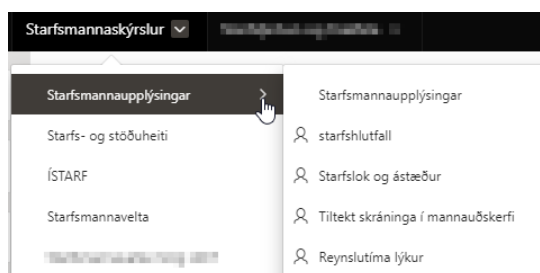 Starfsmannaskýrslur
Starfsmannaupplýsingar
Starfs- og stöðuheiti
ÍSTARF
Starfsmannavelta
Starfsmannaupplýsingar
starfshlutfall
Starfslok og ástæður
Tiltekt skráninga í mannauðskerfi
Reynslutíma lýkur